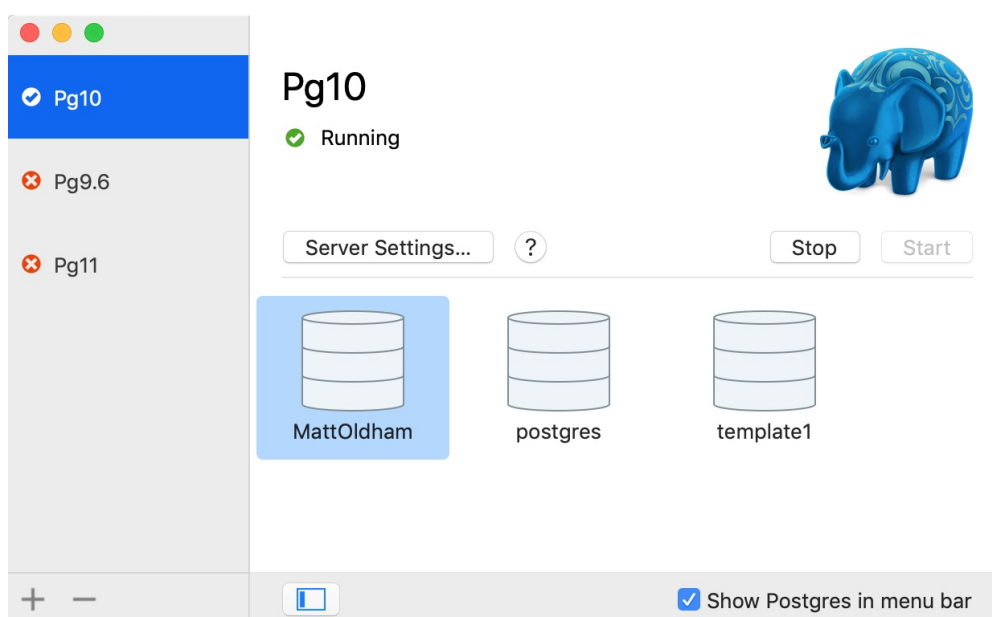 Pg10
Pg9.6
Pg11
Pg10
Running
Server Settings...
?
Stop
Start
MattOldham
postgres
template1
Show Postgres in menu bar